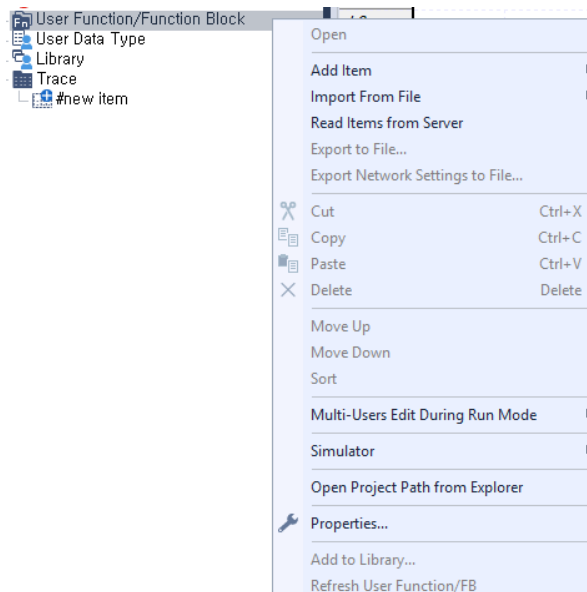 User Function/Function Block
User Data Type
Library
Trace
#new item
Open
Add Item
Import From File
Read Items from Server
Export to File...
Export Network Settings to File...
Cut Ctrl+X
Copy Ctrl+C
Paste Ctrl+V
Delete Delete
Move Up
Move Down
Sort
Multi-Users Edit During Run Mode
Simulator
Open Project Path from Explorer
Properties...
Add to Library...
Refresh User Function/FB